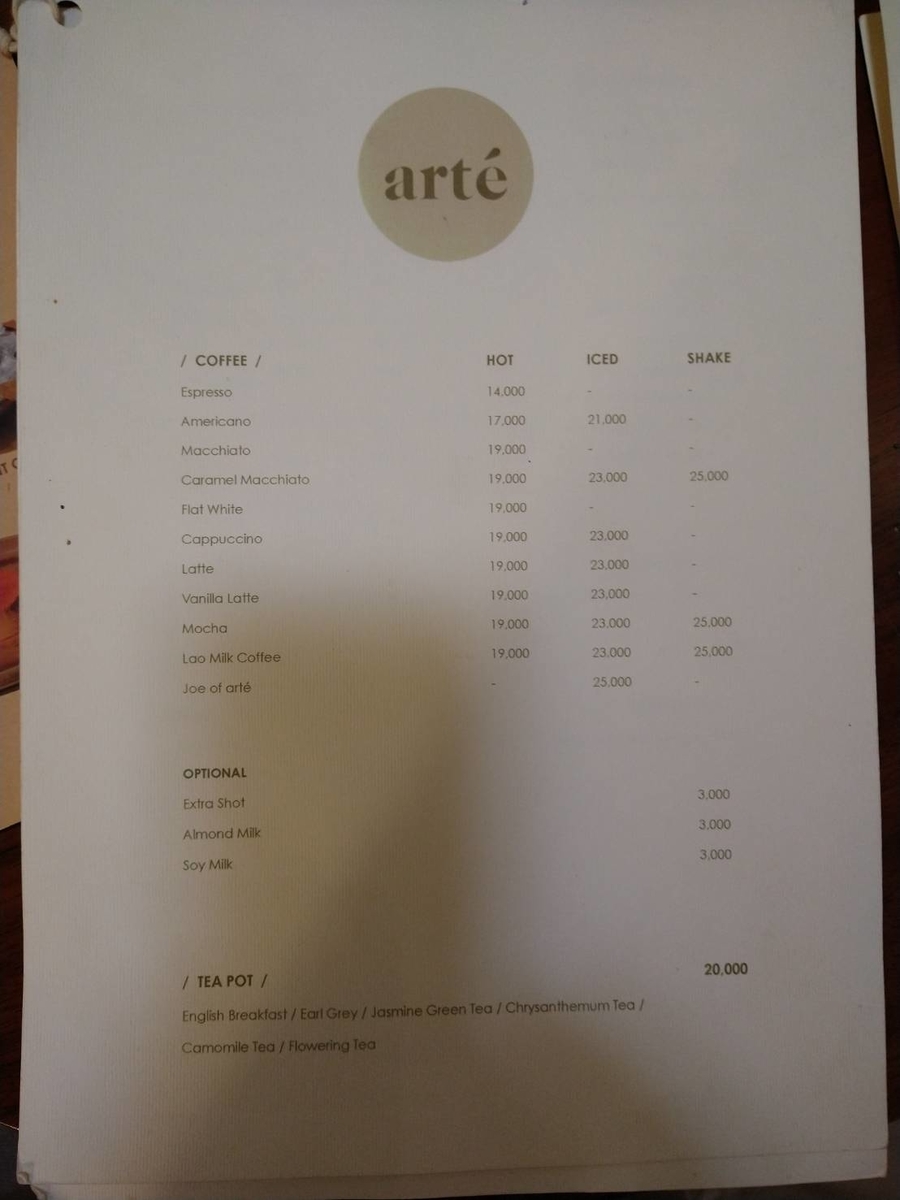 arté
/ COFFEE / HOT ICED SHAKE
Espresso 14,000 - -
Americano 17,000 21,000 -
Macchiato 19,000 - -
Caramel Macchiato 19,000 23,000 25,000
Flat White 19,000 - -
Cappuccino 19,000 23,000 -
Latte 19,000 23,000 -
Vanilla Latte 19,000 23,000 -
Mocha 19,000 23,000 25,000
Lao Milk Coffee 19,000 23,000 25,000
Joe of arté - 25,000 -
OPTIONAL
Extra Shot 3,000
Almond Milk 3,000
Soy Milk 3,000
/ TEA POT / 20,000
English Breakfast / Earl Grey / Jasmine Green Tea / Chrysanthemum Tea /
Camomile Tea / Flowering Tea